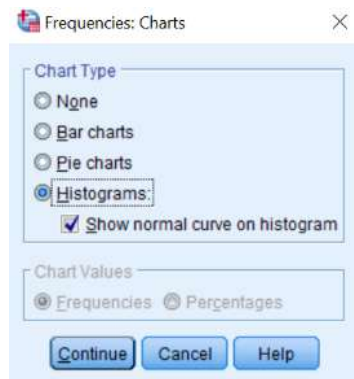 Frequencies: Charts
Chart Type
None
Bar charts
Pie charts
Histograms:
Show normal curve on histogram
Chart Values
Frequencies Percentages
Continue Cancel Help